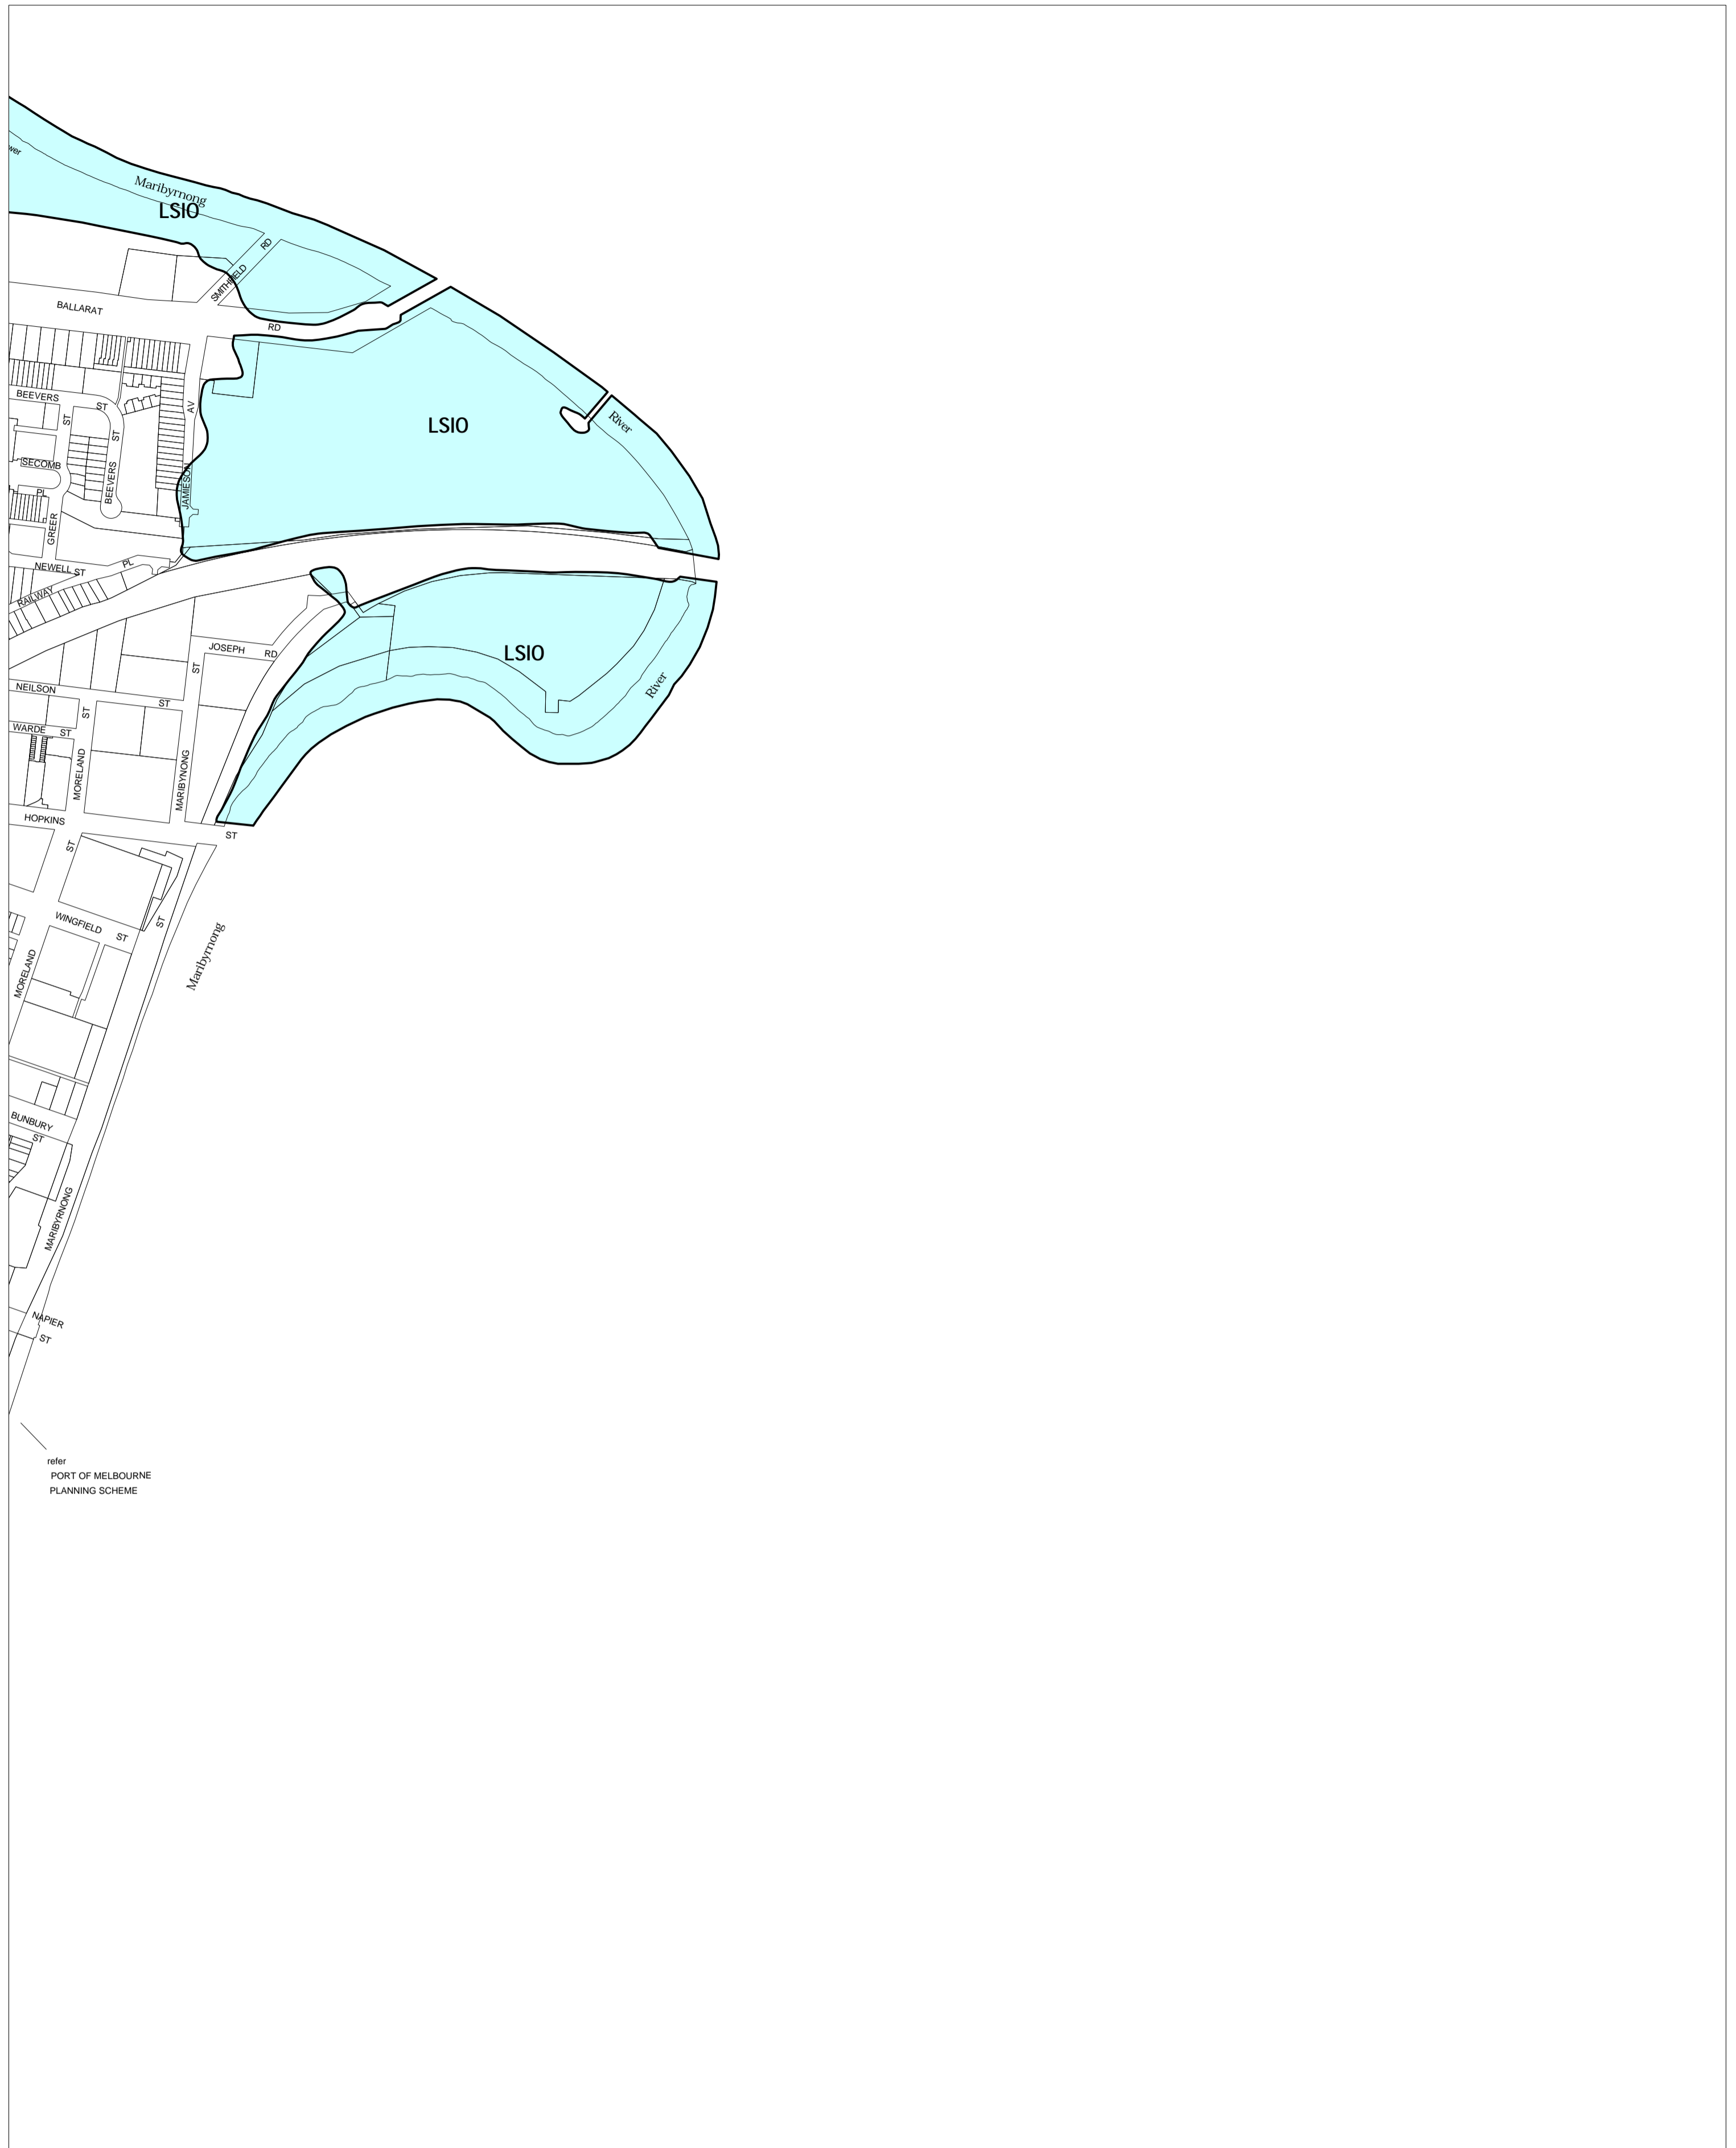 Maribyrnong
LSIO
RD
SMITHFIELD
BALLARAT
RD
BEEVERS
ST
AV
ST
ST
LSIO
River
SECOMB
PL
BEEVERS
JAMIESON
GREER
NEWELL ST
PL
RAILWAY
JOSEPH
RD
ST
LSIO
River
NEILSON
ST
ST
WARDE
ST
MORELAND
MARIBYNONG
HOPKINS
ST
ST
WINGFIELD
ST
ST
Maribyrnong
MORELAND
BUNBURY
ST
MARIBYRNONG
NAPIER
ST
refer
PORT OF MELBOURNE
PLANNING SCHEME